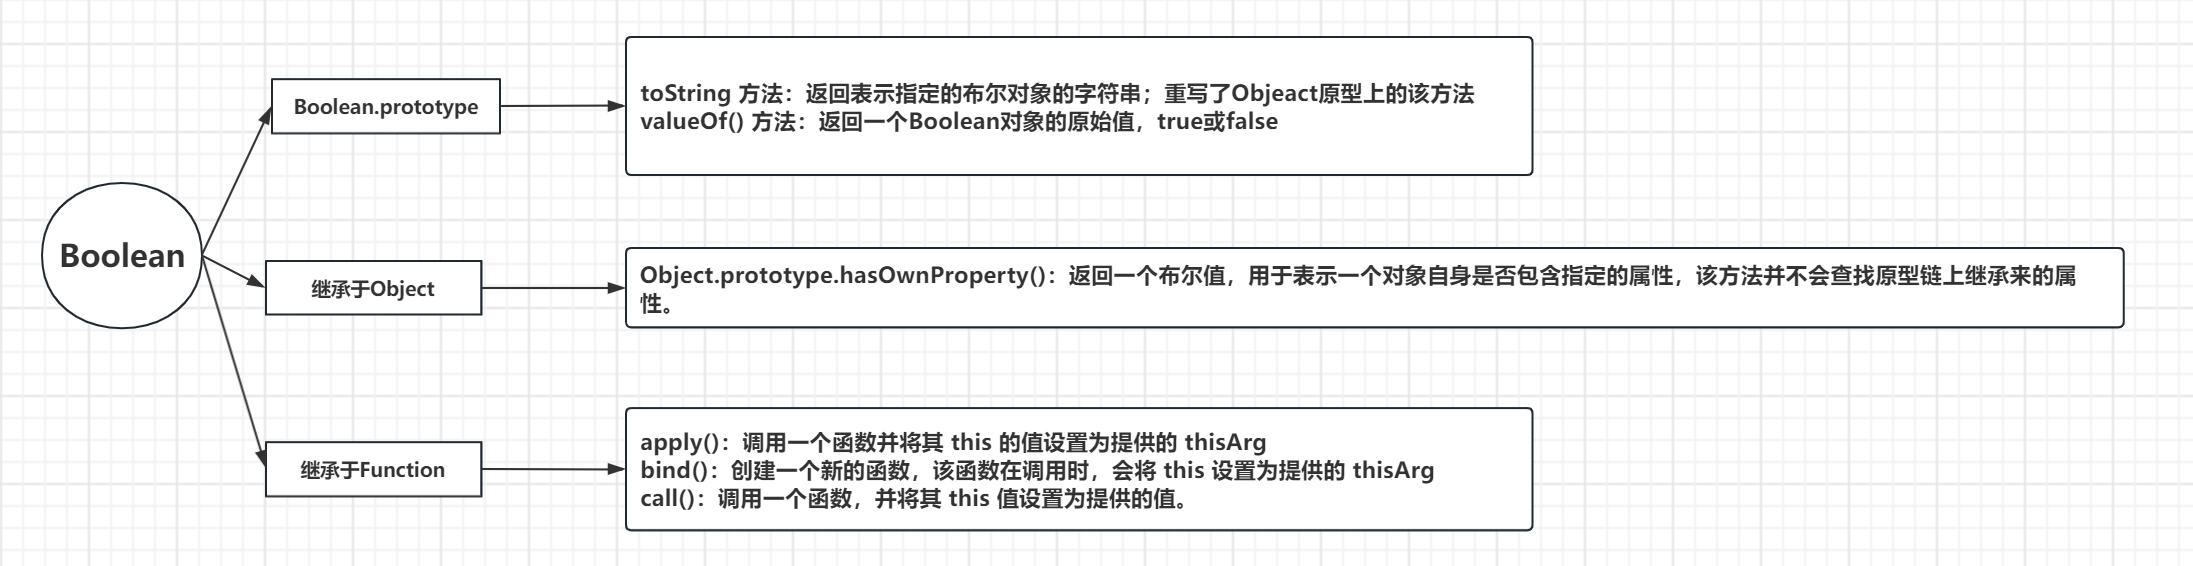 Boolean
Boolean.prototype
toString 方法：返回表示指定的布尔对象的字符串；重写了Objeact原型上的该方法
valueOf() 方法：返回一个Boolean对象的原始值，true或false
继承于Object
Object.prototype.hasOwnProperty()：返回一个布尔值，用于表示一个对象自身是否包含指定的属性，该方法并不会查找原型链上继承来的属
性。
继承于Function
apply()：调用一个函数并将其 this 的值设置为提供的 thisArg
bind()：创建一个新的函数，该函数在调用时，会将 this 设置为提供的 thisArg
call()：调用一个函数，并将其 this 值设置为提供的值。